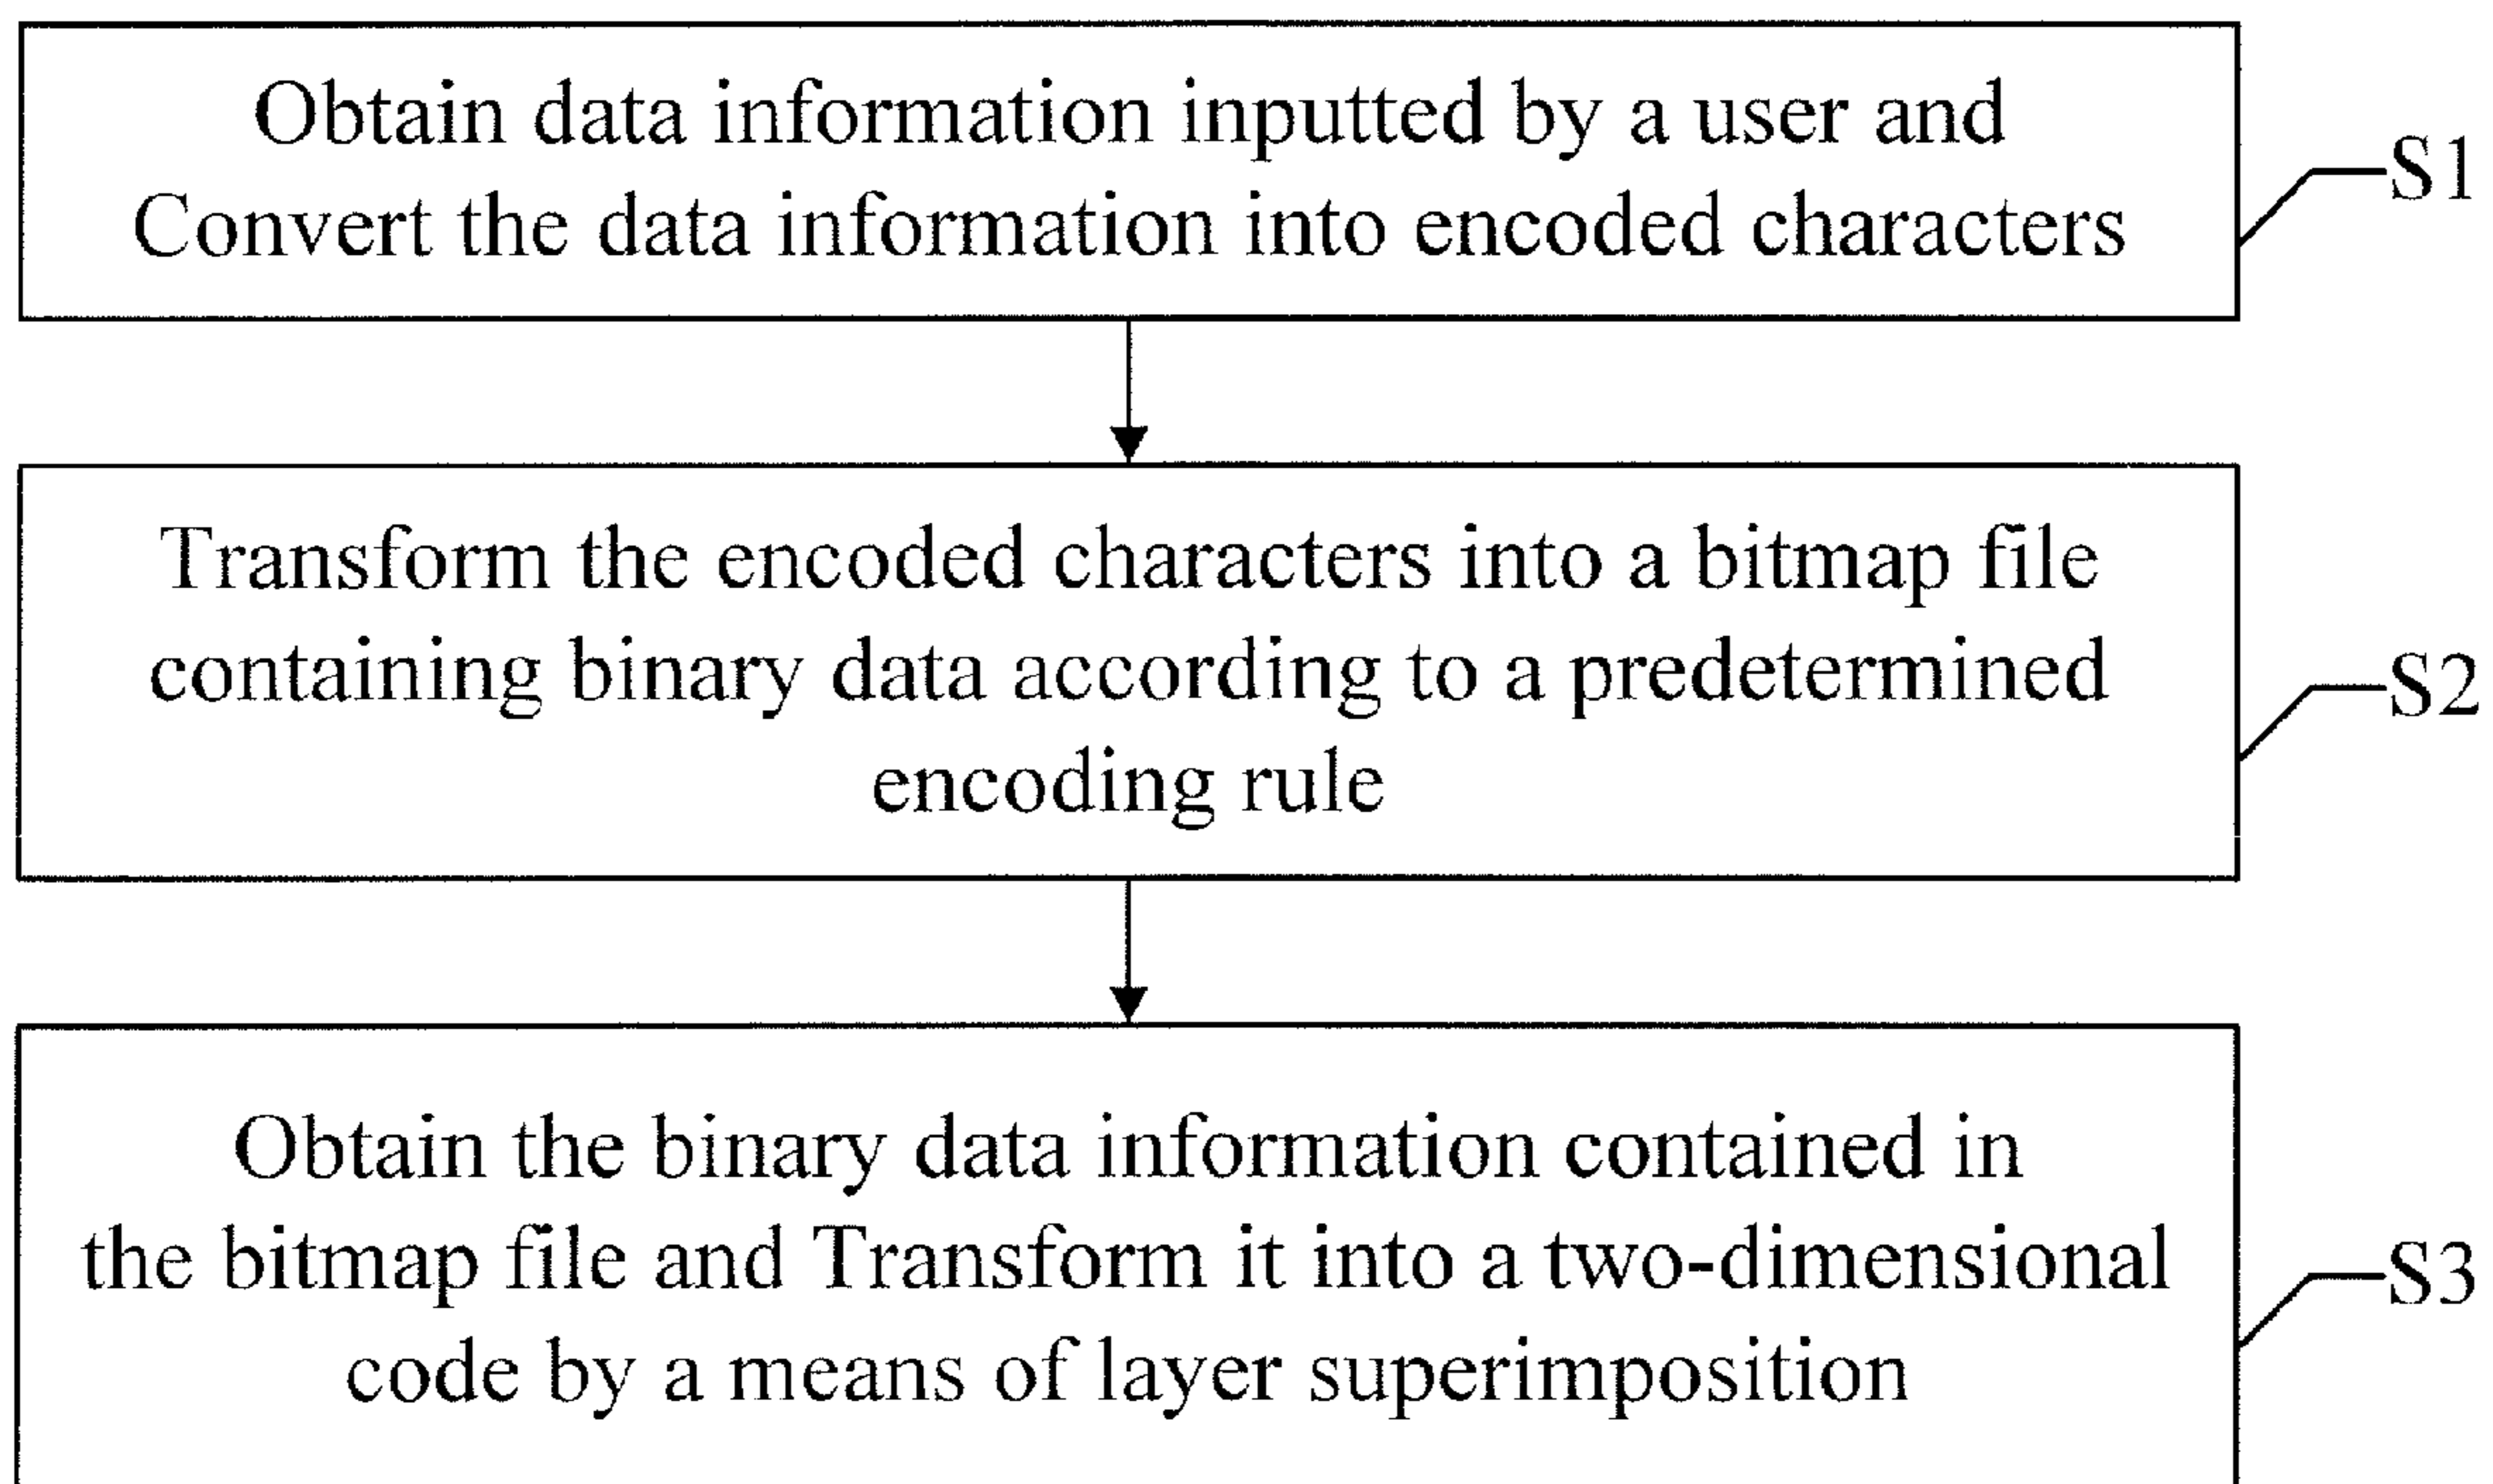 Obtain data information inputted by a user and
Convert the data information into encoded characters
S1
Transform the encoded characters into a bitmap file
containing binary data according to a predetermined
encoding rule
S2
Obtain the binary data information contained in
the bitmap file and Transform it into a two-dimensional
code by a means of layer superimposition
S3